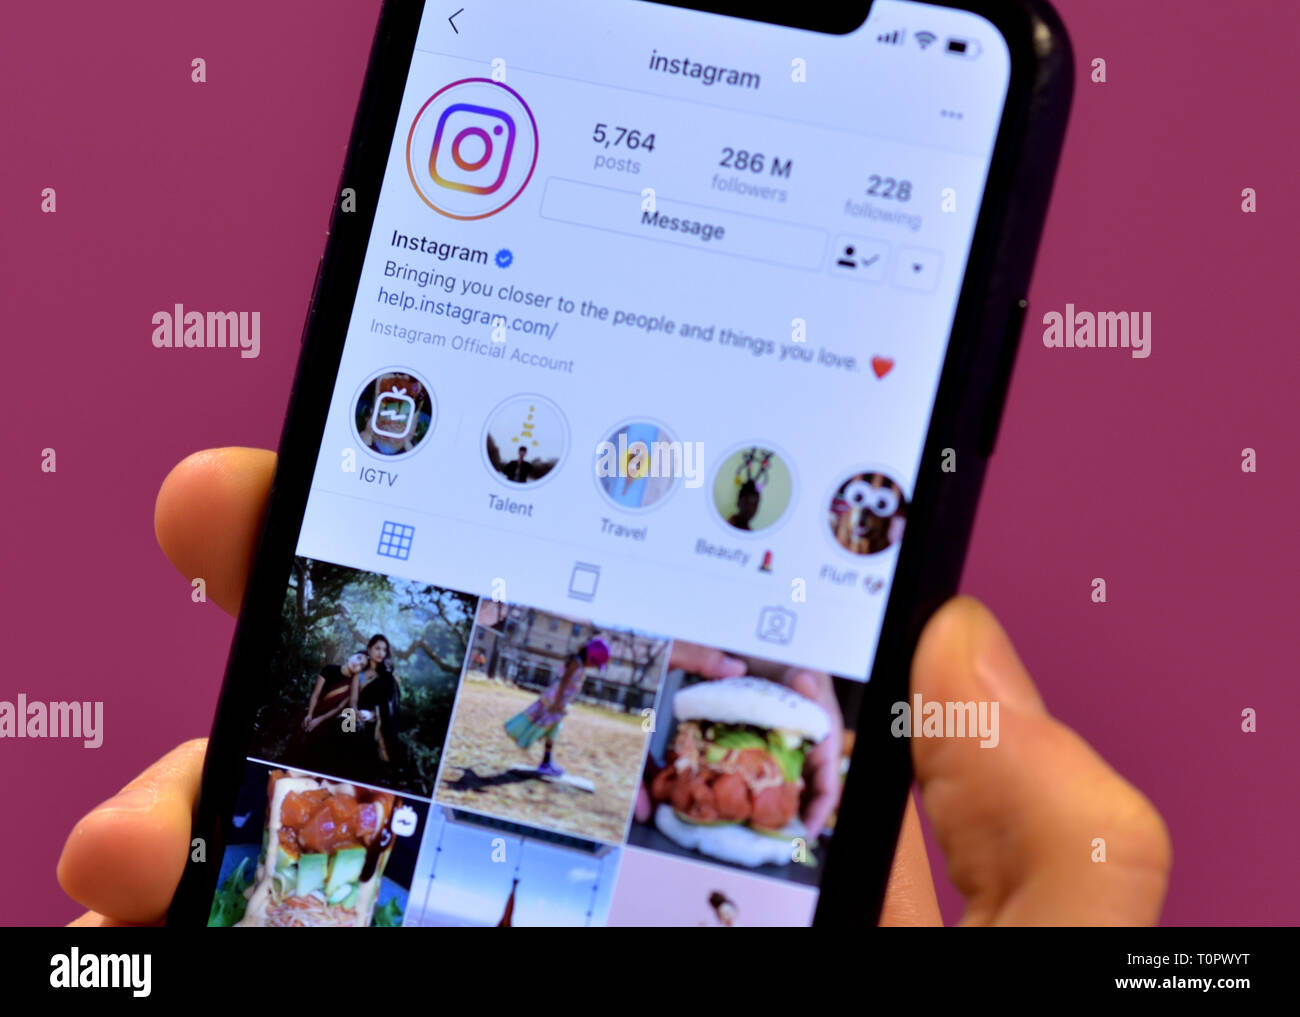 instagram
5,764
posts
286 M
followers
228
following
Message
Instagram
Bringing you closer to the people and things you love. ❤️
help.instagram.com/
Instagram Official Account
IGTV
Talent
Travel
Beauty 💄
Fluff
a
a
a
a
alamy
alamy
a
a
a
a
a
a
alamy
alamy
a
a
a
a
alamy
Image ID: T0PWYT
www.alamy.com